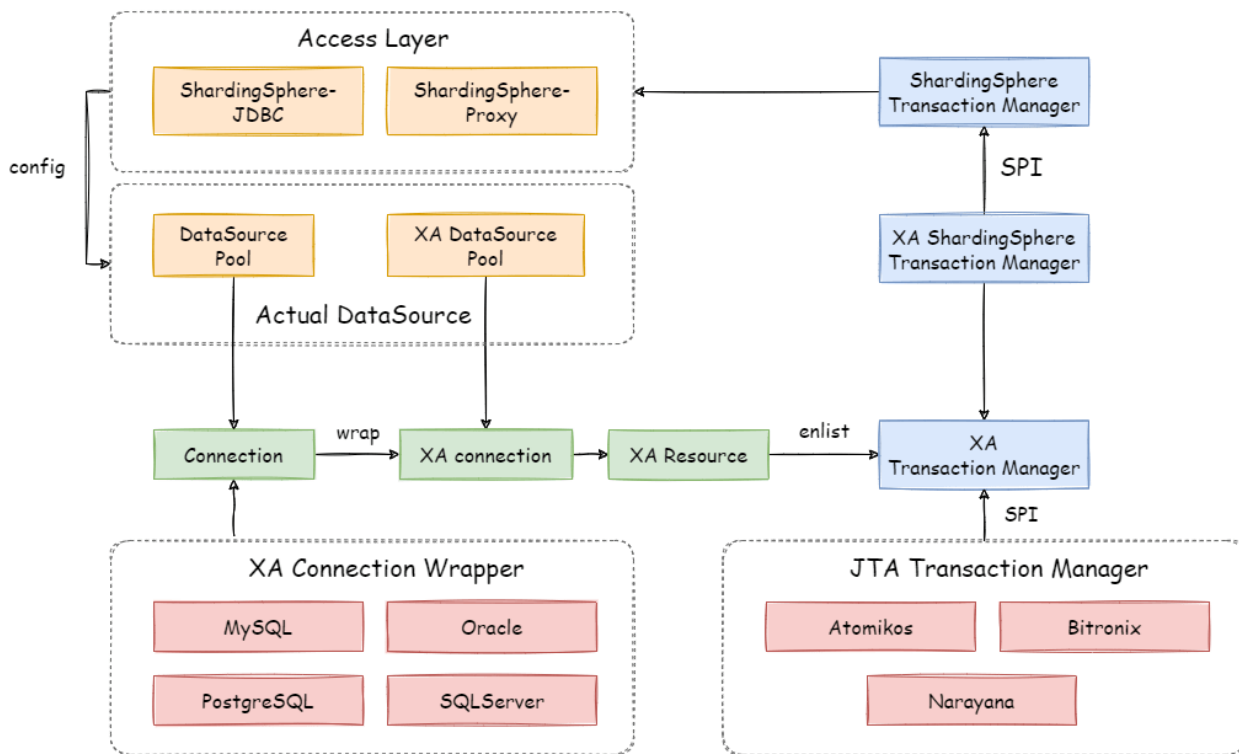 Access Layer
ShardingSphere-
JDBC
ShardingSphere-
Proxy
ShardingSphere
Transaction Manager
config
SPI
DataSource
Pool
XA DataSource
Pool
XA ShardingSphere
Transaction Manager
Actual DataSource
Connection
wrap
XA connection
XA Resource
enlist
XA
Transaction Manager
SPI
XA Connection Wrapper
MySQL
Oracle
PostgreSQL
SQLServer
JTA Transaction Manager
Atomikos
Bitronix
Narayana